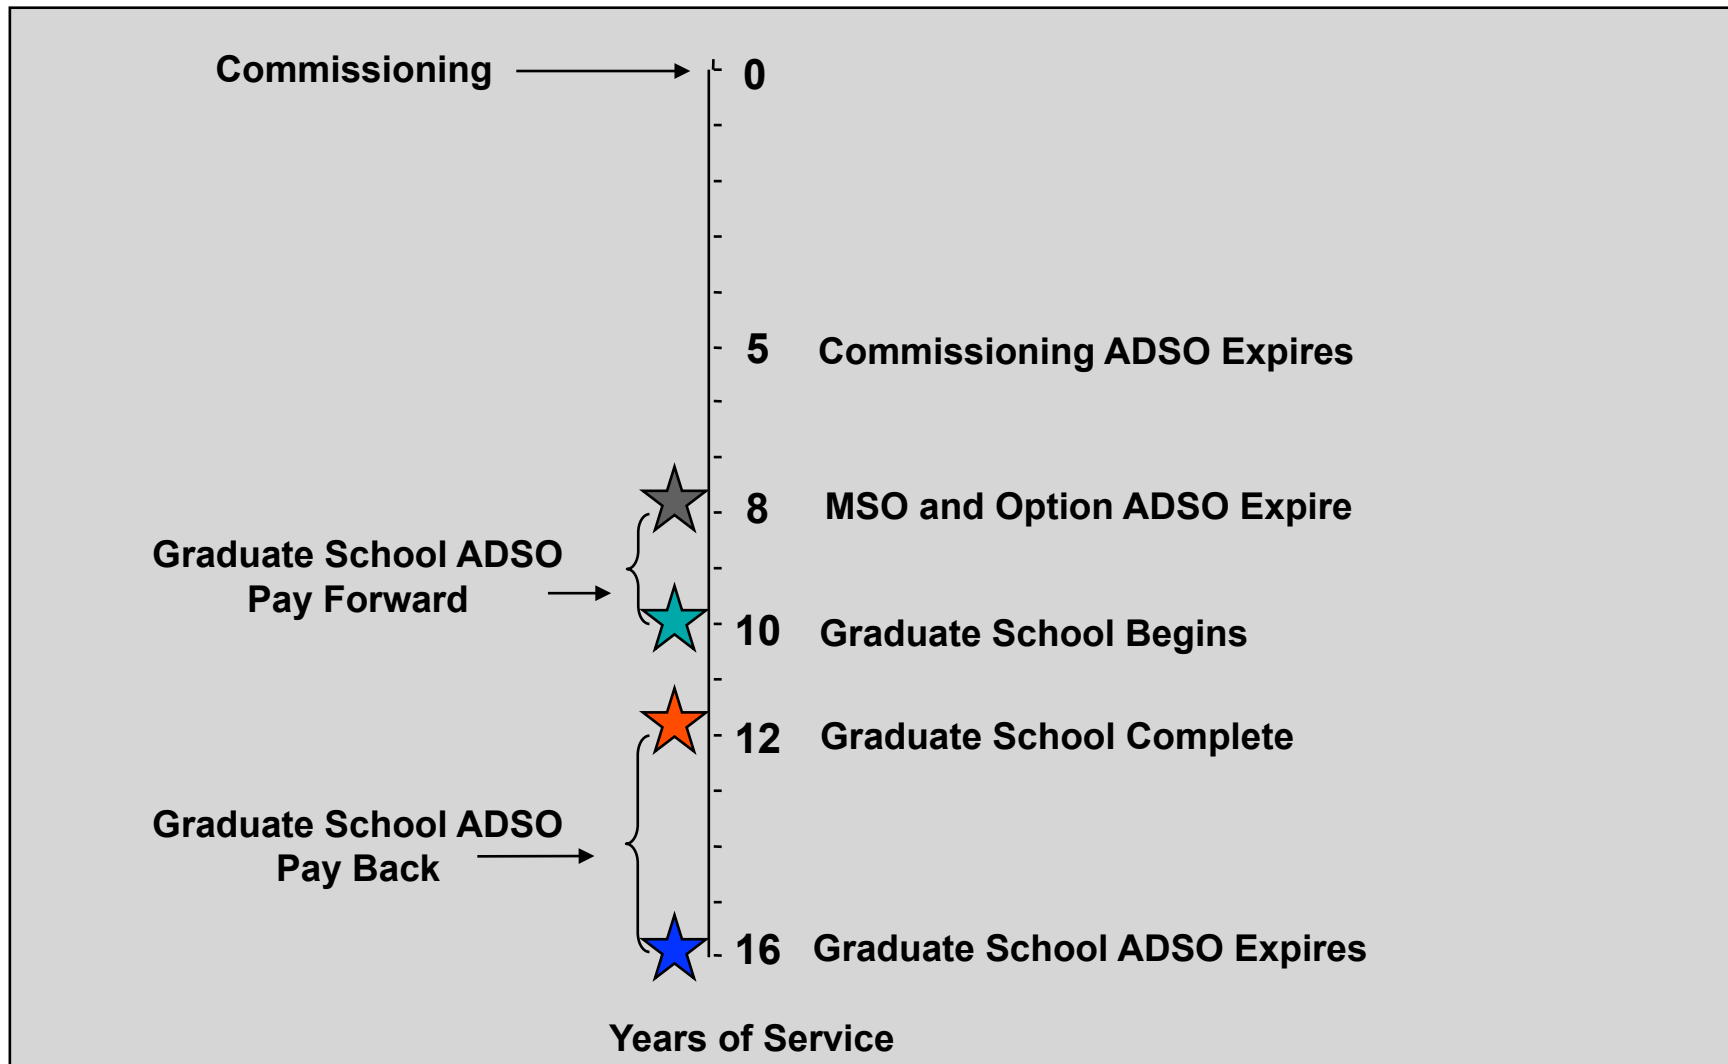 Commissioning
0
5
Commissioning ADSO Expires
8
MSO and Option ADSO Expire
Graduate School ADSO
Pay Forward
10
Graduate School Begins
12
Graduate School Complete
Graduate School ADSO
Pay Back
16
Graduate School ADSO Expires
Years of Service